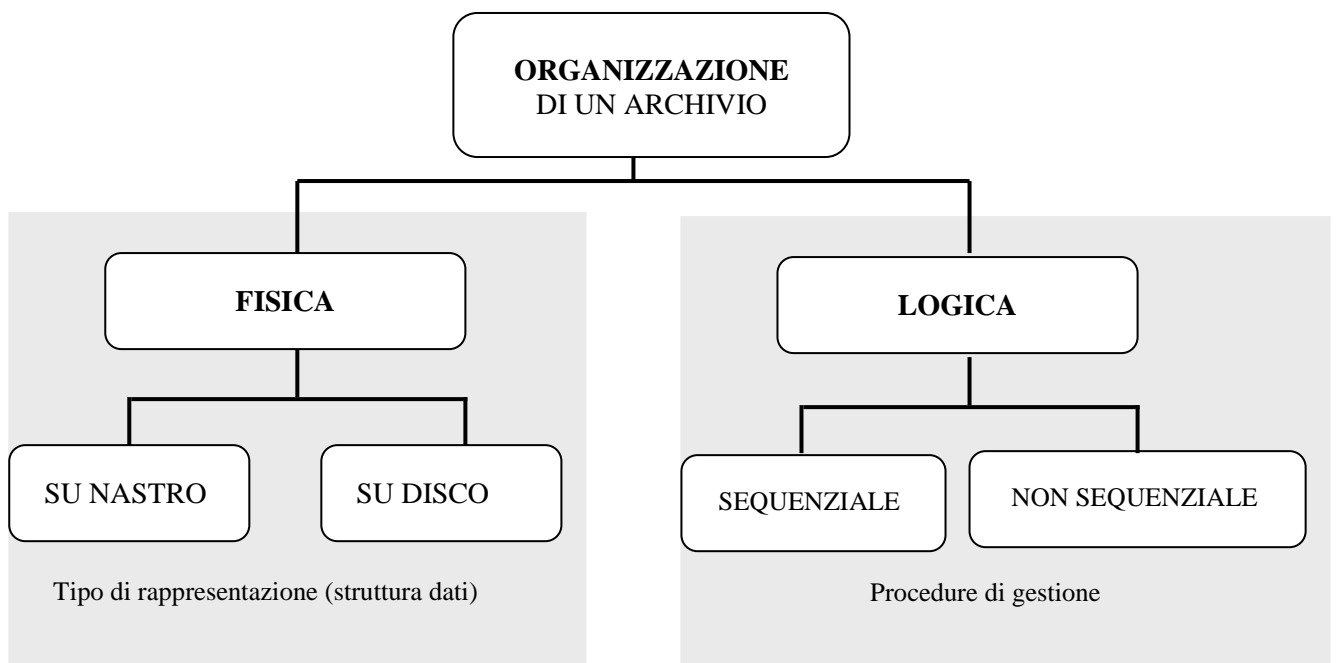 ORGANIZZAZIONE
DI UN ARCHIVIO
FISICA
LOGICA
SU NASTRO
SU DISCO
SEQUENZIALE
NON SEQUENZIALE
Tipo di rappresentazione (struttura dati)
Procedure di gestione